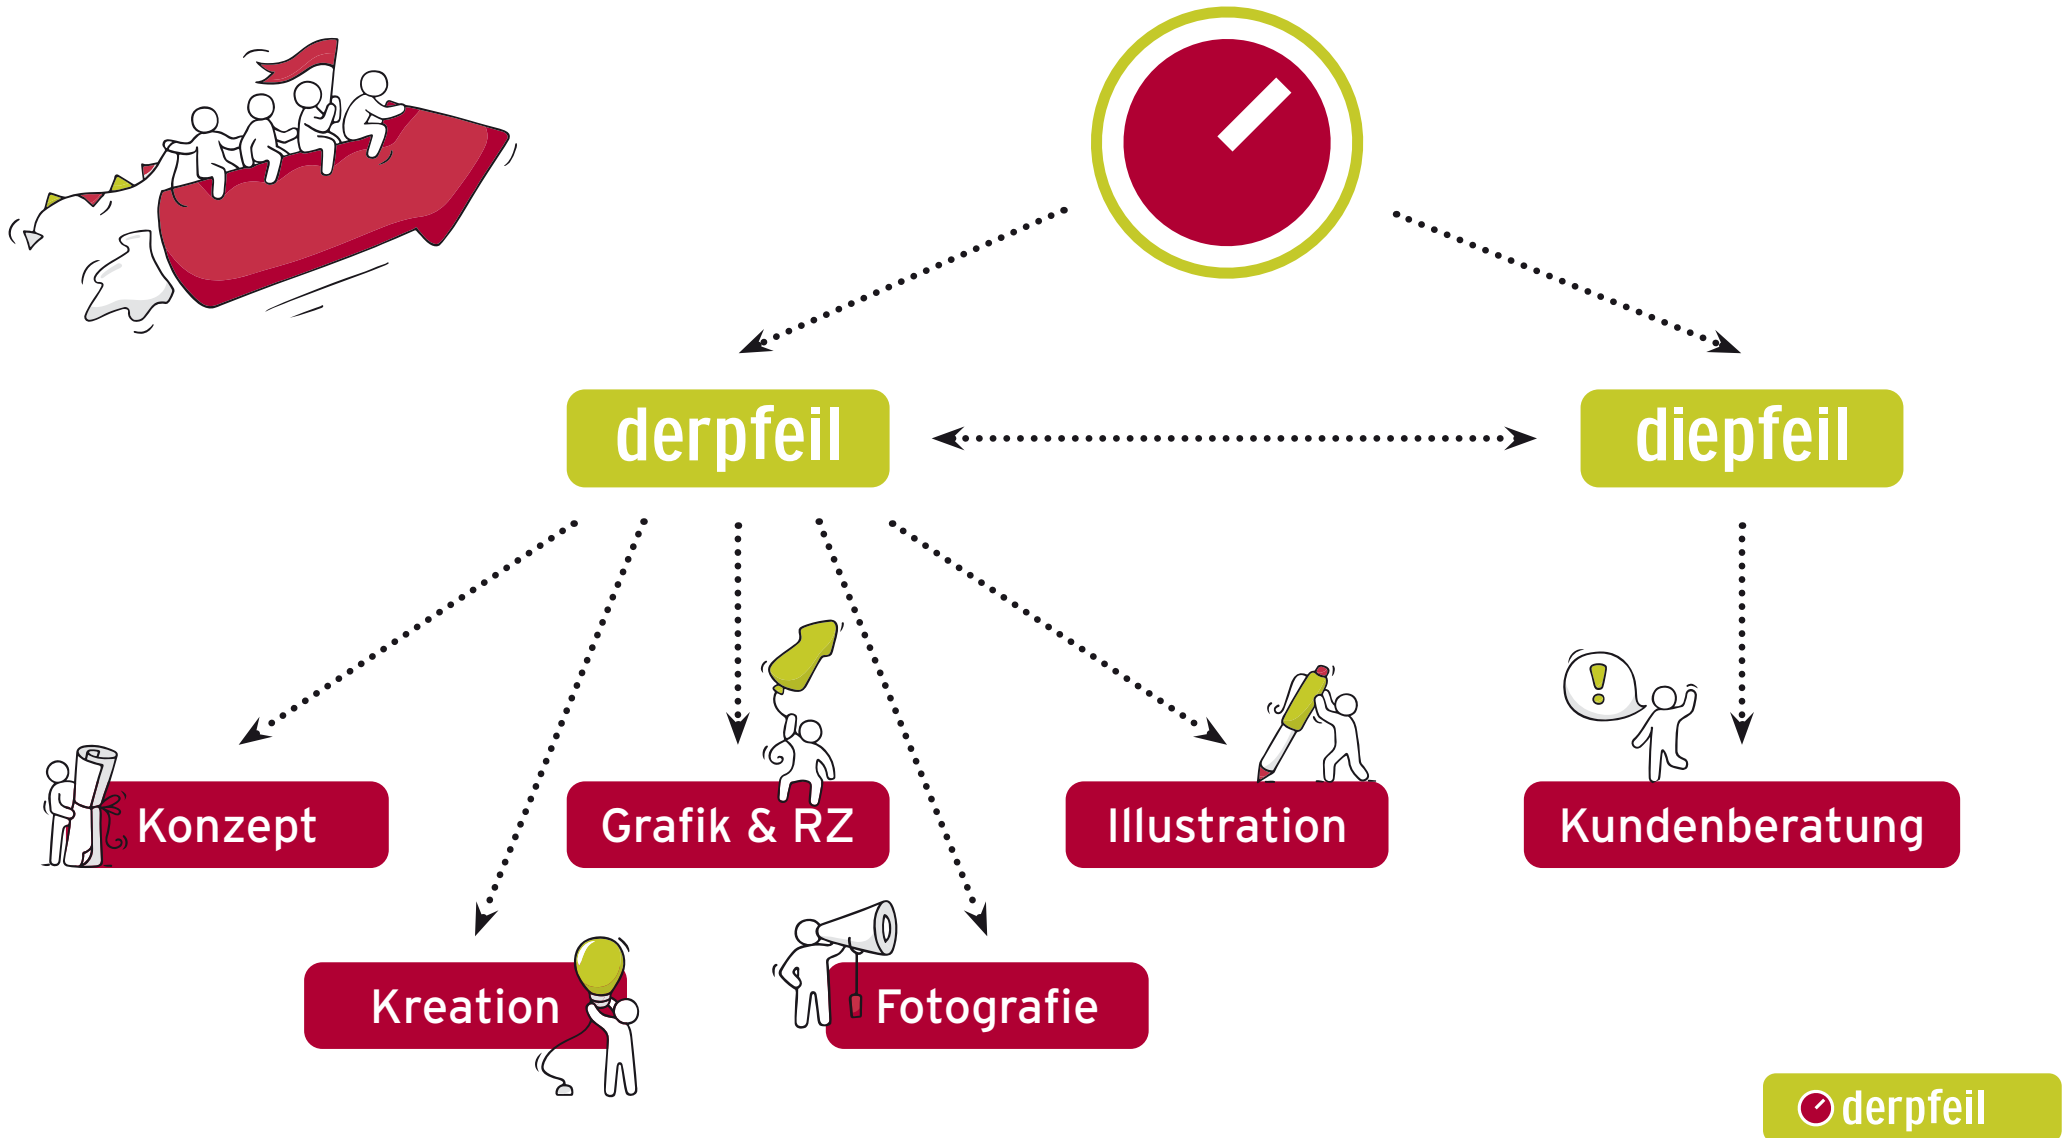 derpfeil
diepfeil
Konzept
Grafik & RZ
Illustration
Kundenberatung
Kreation
Fotografie
derpfeil